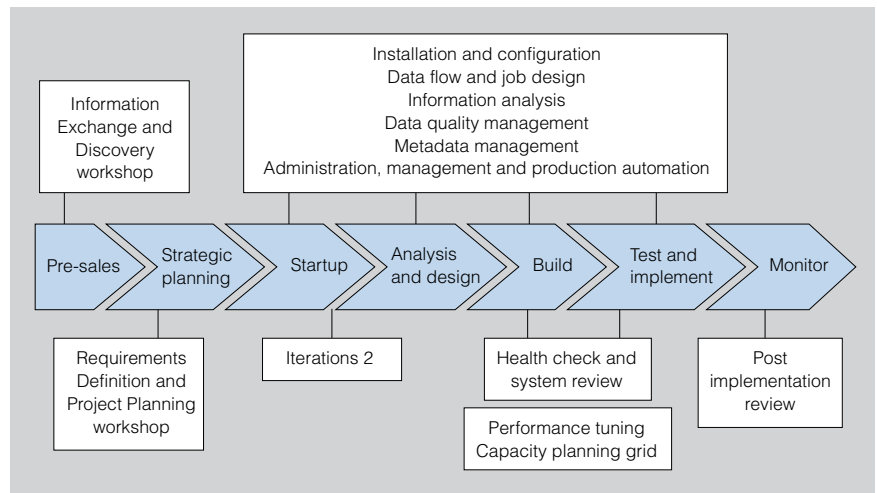 Installation and configuration
Data flow and job design
Information analysis
Data quality management
Metadata management
Administration, management and production automation
Information
Exchange and
Discovery
workshop
Pre-sales
Strategic
planning
Startup
Analysis
and design
Build
Test and
implement
Monitor
Requirements
Definition and
Project Planning
workshop
Iterations 2
Health check and
system review
Performance tuning
Capacity planning grid
Post
implementation
review